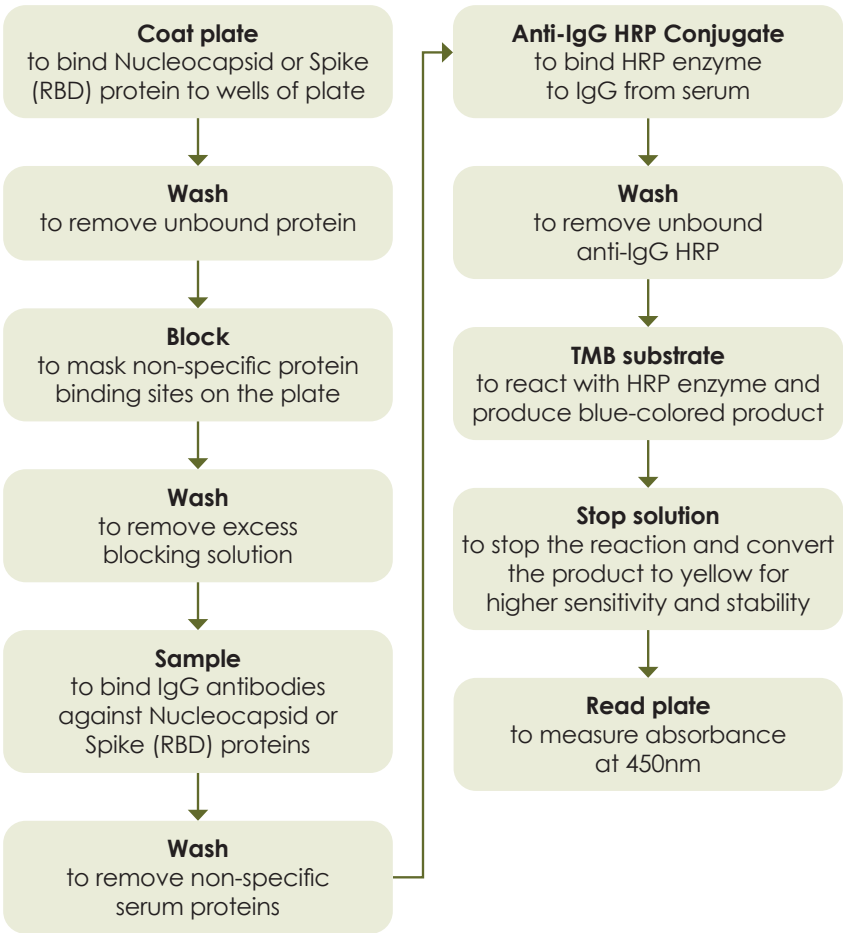 Coat plate
to bind Nucleocapsid or Spike
(RBD) protein to wells of plate
Wash
to remove unbound protein
Block
to mask non-specific protein
binding sites on the plate
Wash
to remove excess
blocking solution
Sample
to bind IgG antibodies
against Nucleocapsid or
Spike (RBD) proteins
Wash
to remove non-specific
serum proteins
Anti-IgG HRP Conjugate
to bind HRP enzyme
to IgG from serum
Wash
to remove unbound
anti-IgG HRP
TMB substrate
to react with HRP enzyme and
produce blue-colored product
Stop solution
to stop the reaction and convert
the product to yellow for
higher sensitivity and stability
Read plate
to measure absorbance
at 450nm